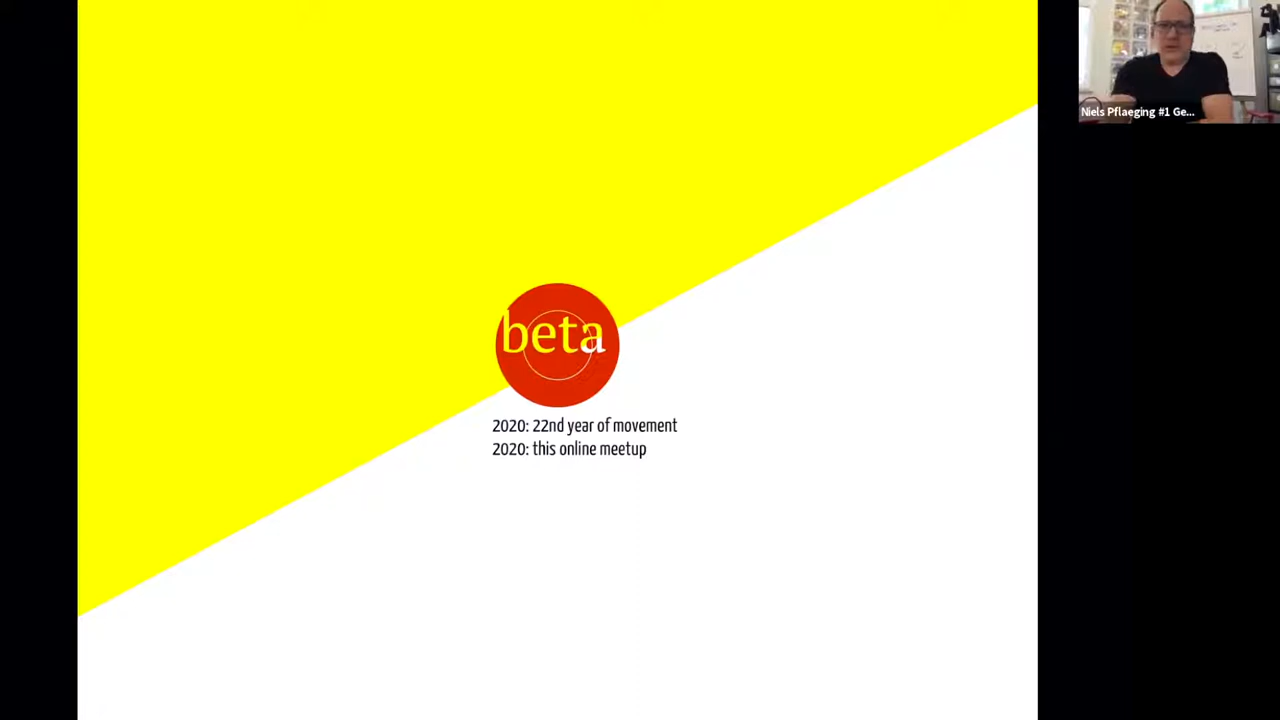 Niels Pflaeging #1 Ge...
beta
2020: 22nd year of movement
2020: this online meetup